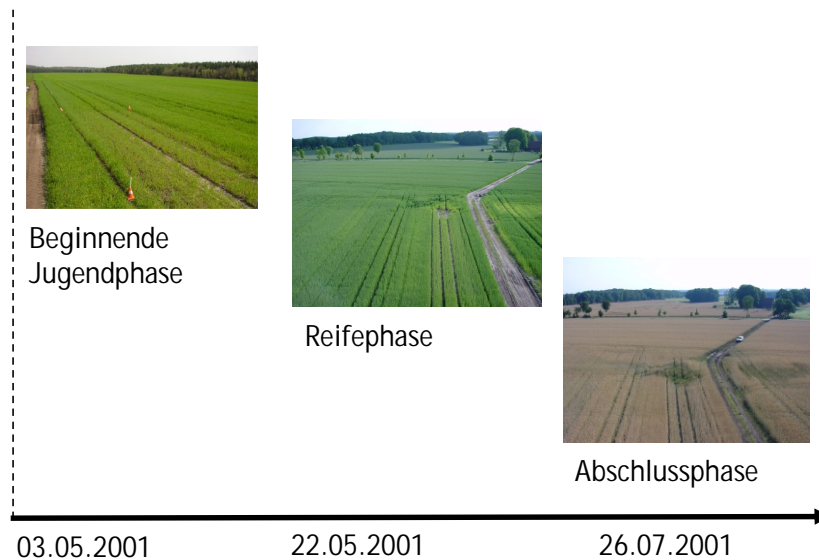 Beginnende
Jugendphase
Reifephase
Abschlussphase
03.05.2001
22.05.2001
26.07.2001